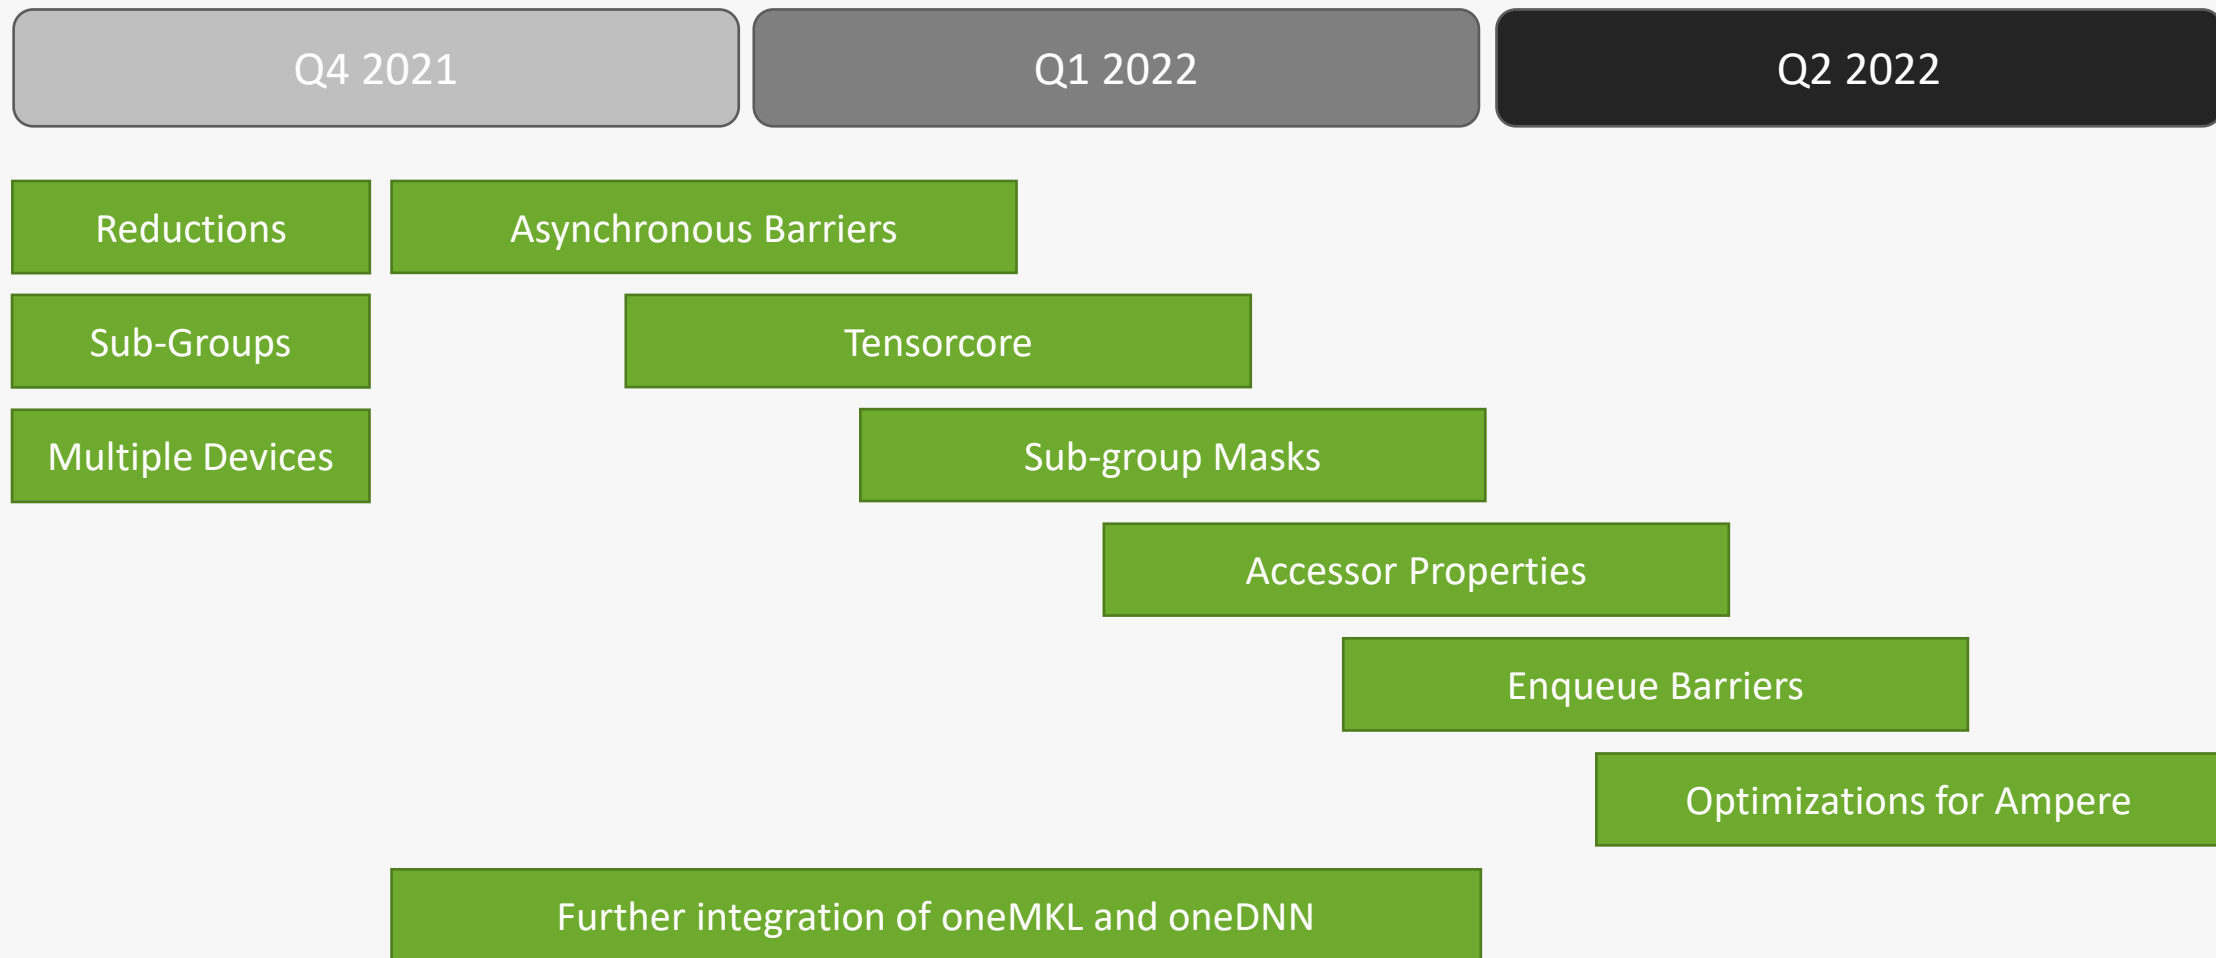 Q4 2021
Q1 2022
Q2 2022
Reductions
Asynchronous Barriers
Sub-Groups
Tensorcore
Multiple Devices
Sub-group Masks
Accessor Properties
Enqueue Barriers
Optimizations for Ampere
Further integration of oneMKL and oneDNN